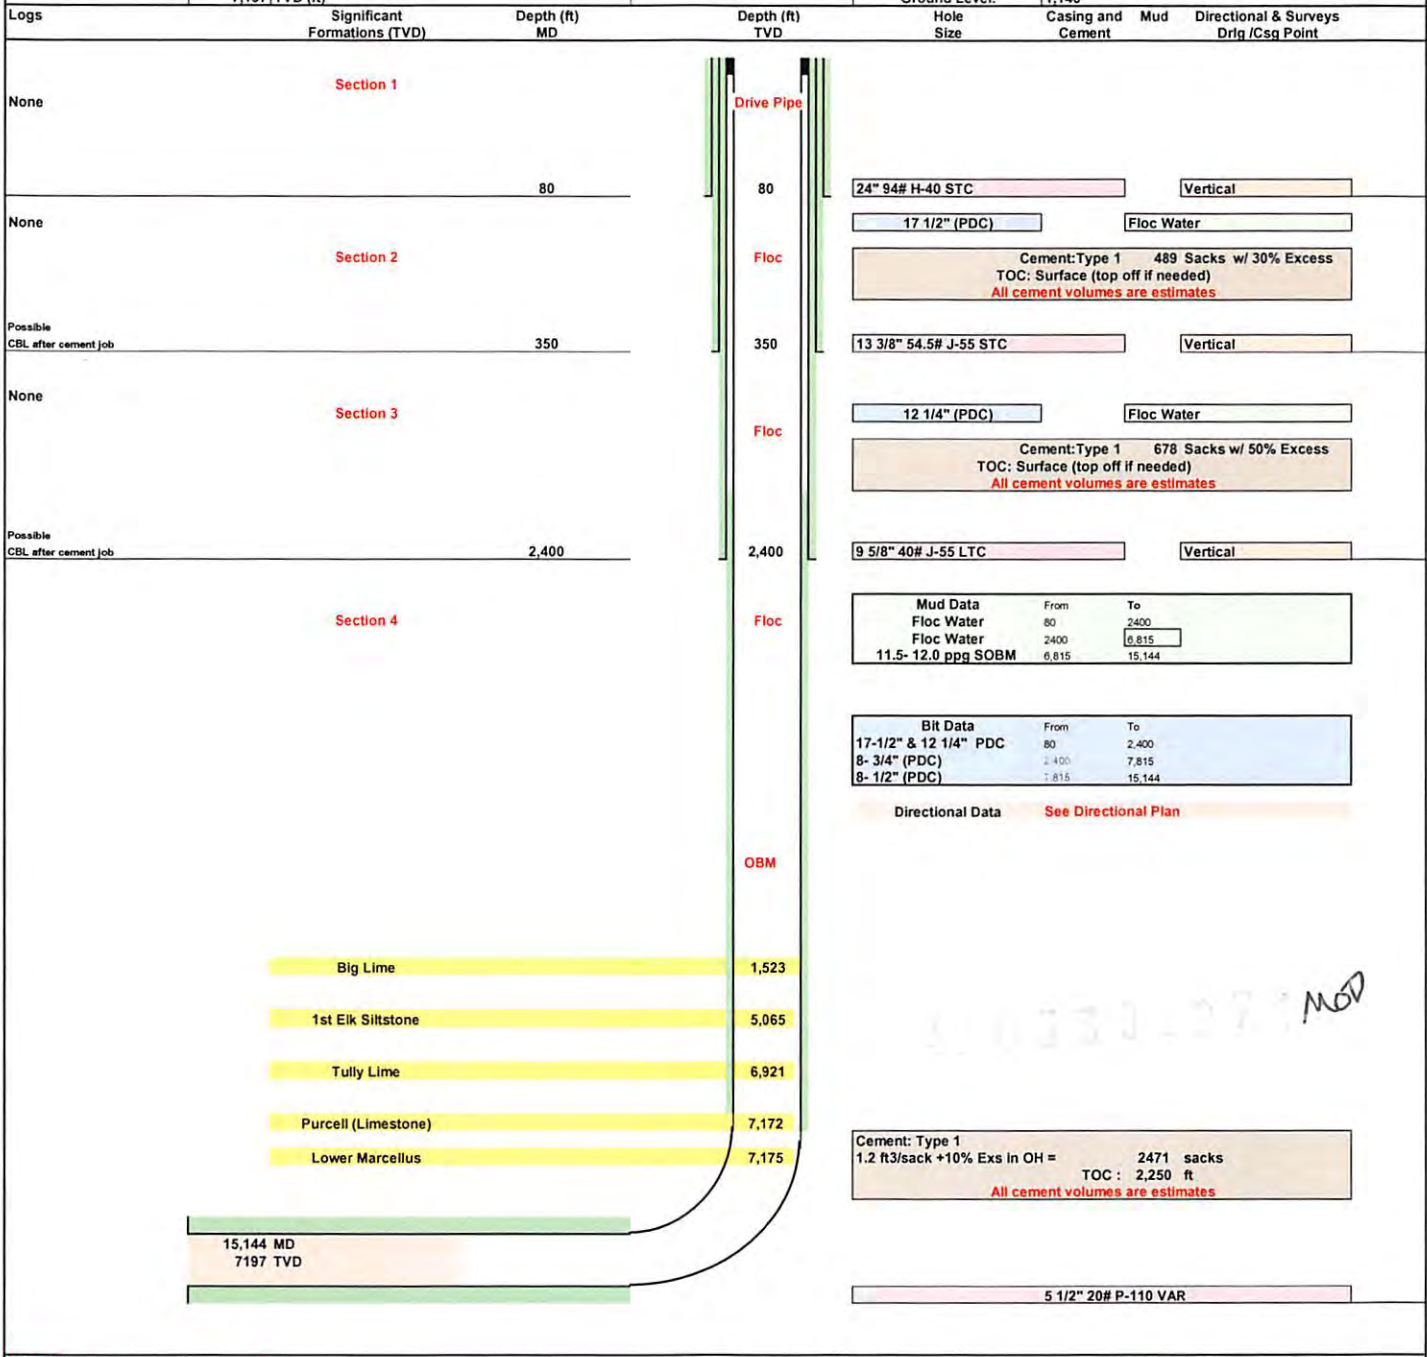 7,197 TVD (ft)
Ground Level: 1,140
Logs Significant Formations (TVD) Depth (ft) MD Depth (ft) TVD Hole Size Casing and Cement Mud Directional & Surveys Drlg /Csg Point
Section 1
None
Drive Pipe
80 80 24" 94# H-40 STC Vertical
None 17 1/2" (PDC) Floc Water
Section 2 Floc
Cement:Type 1 489 Sacks w/ 30% Excess
TOC: Surface (top off if needed)
All cement volumes are estimates
Possible
CBL after cement job 350 350 13 3/8" 54.5# J-55 STC Vertical
None
Section 3 12 1/4" (PDC) Floc Water
Floc
Cement:Type 1 678 Sacks w/ 50% Excess
TOC: Surface (top off if needed)
All cement volumes are estimates
Possible
CBL after cement job 2,400 2,400 9 5/8" 40# J-55 LTC Vertical
Section 4 Floc
Mud Data From To
Floc Water 80 2400
Floc Water 2400 6,815
11.5- 12.0 ppg SOBM 6,815 15,144
Bit Data From To
17-1/2" & 12 1/4" PDC 80 2,400
8- 3/4" (PDC) 2,400 7,815
8- 1/2" (PDC) 7,815 15,144
Directional Data See Directional Plan
OBM
Big Lime 1,523
MOD
1st Elk Siltstone 5,065
Tully Lime 6,921
Purcell (Limestone) 7,172
Lower Marcellus 7,175
Cement: Type 1
1.2 ft3/sack +10% Exs in OH = 2471 sacks
TOC : 2,250 ft
All cement volumes are estimates
15,144 MD
7197 TVD
5 1/2" 20# P-110 VAR